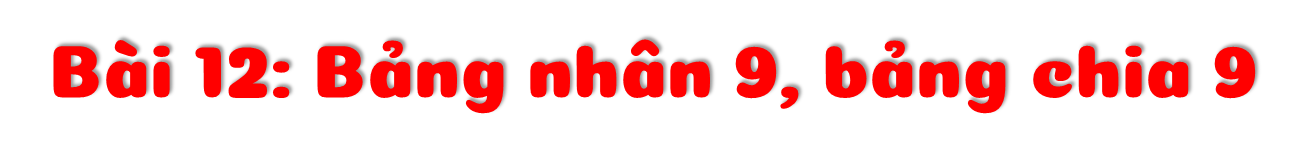 Bài 12: Bảng nhân 9, bảng chia 9